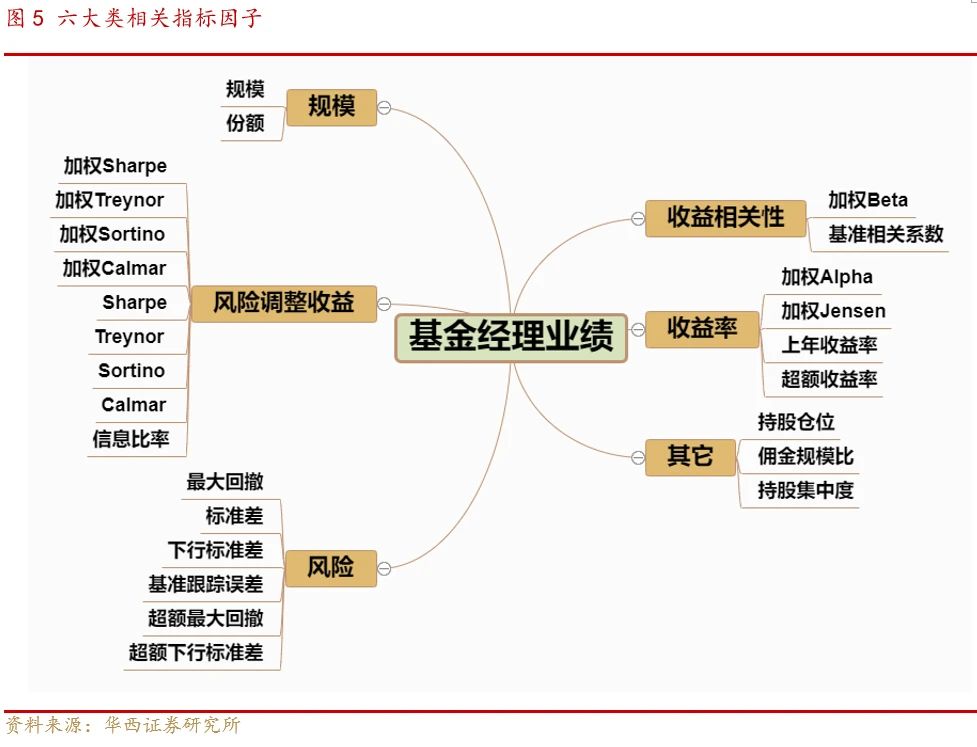 图 5 六大类相关指标因子
规模
规模
份额
风险调整收益
加权Sharpe
加权Treynor
加权Sortino
加权Calmar
Sharpe
Treynor
Sortino
Calmar
信息比率
风险
最大回撤
标准差
下行标准差
基准跟踪误差
超额最大回撤
超额下行标准差
基金经理业绩
收益相关性
加权Beta
基准相关系数
收益率
加权Alpha
加权Jensen
上年收益率
超额收益率
其它
持股仓位
佣金规模比
持股集中度
资料来源：华西证券研究所